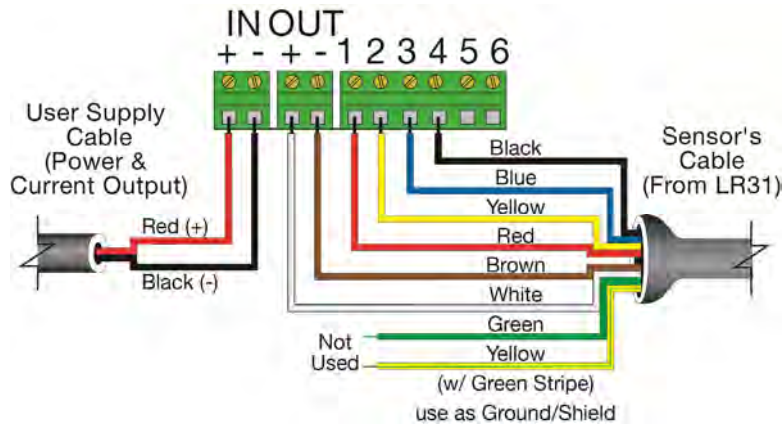 IN OUT
+ - + - 1 2 3 4 5 6
User Supply
Cable
(Power &
Current Output)
Red (+)
Black (-)
Sensor's
Cable
(From LR31)
Black
Blue
Yellow
Red
Brown
White
Green
Not
Used
Yellow
(w/ Green Stripe)
use as Ground/Shield